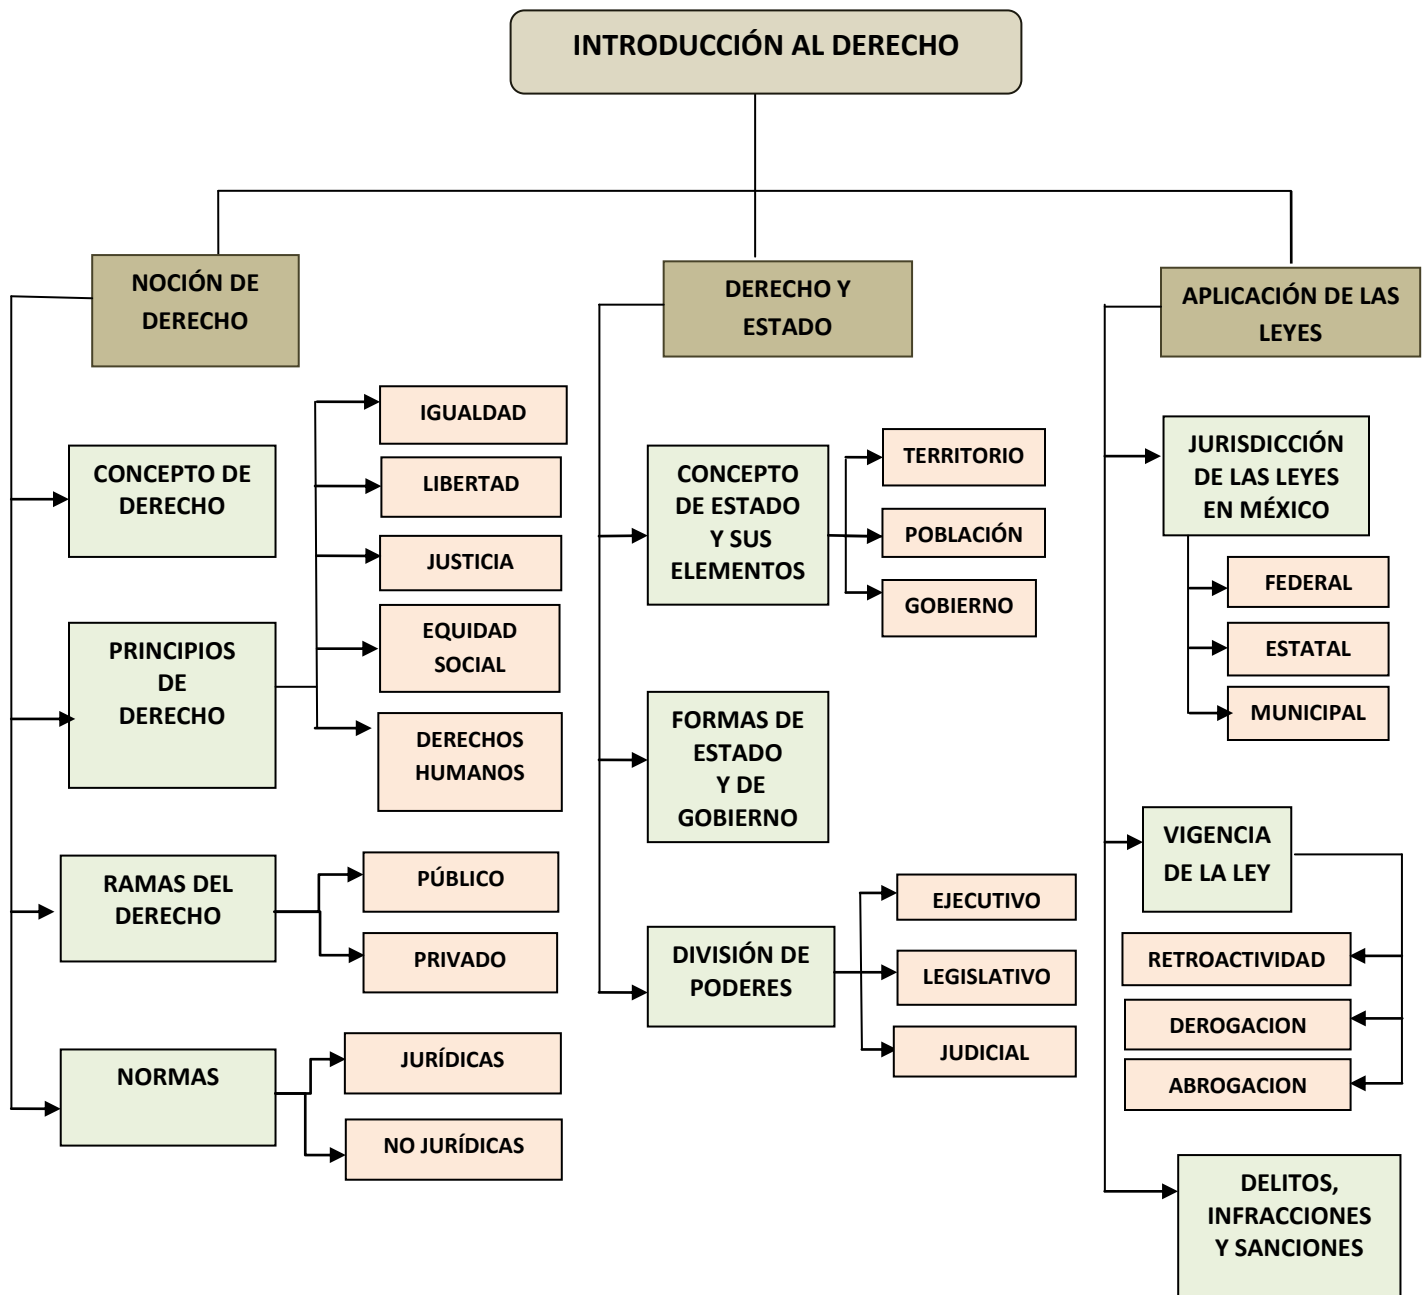 INTRODUCCIÓN AL DERECHO
NOCIÓN DE
DERECHO
CONCEPTO DE
DERECHO
PRINCIPIOS
DE
DERECHO
IGUALDAD
LIBERTAD
JUSTICIA
EQUIDAD
SOCIAL
DERECHOS
HUMANOS
RAMAS DEL
DERECHO
PÚBLICO
PRIVADO
NORMAS
JURÍDICAS
NO JURÍDICAS
DERECHO Y
ESTADO
CONCEPTO
DE ESTADO
Y SUS
ELEMENTOS
TERRITORIO
POBLACIÓN
GOBIERNO
FORMAS DE
ESTADO
Y DE
GOBIERNO
DIVISIÓN DE
PODERES
EJECUTIVO
LEGISLATIVO
JUDICIAL
APLICACIÓN DE LAS
LEYES
JURISDICCIÓN
DE LAS LEYES
EN MÉXICO
FEDERAL
ESTATAL
MUNICIPAL
VIGENCIA
DE LA LEY
RETROACTIVIDAD
DEROGACION
ABROGACION
DELITOS,
INFRACCIONES
Y SANCIONES